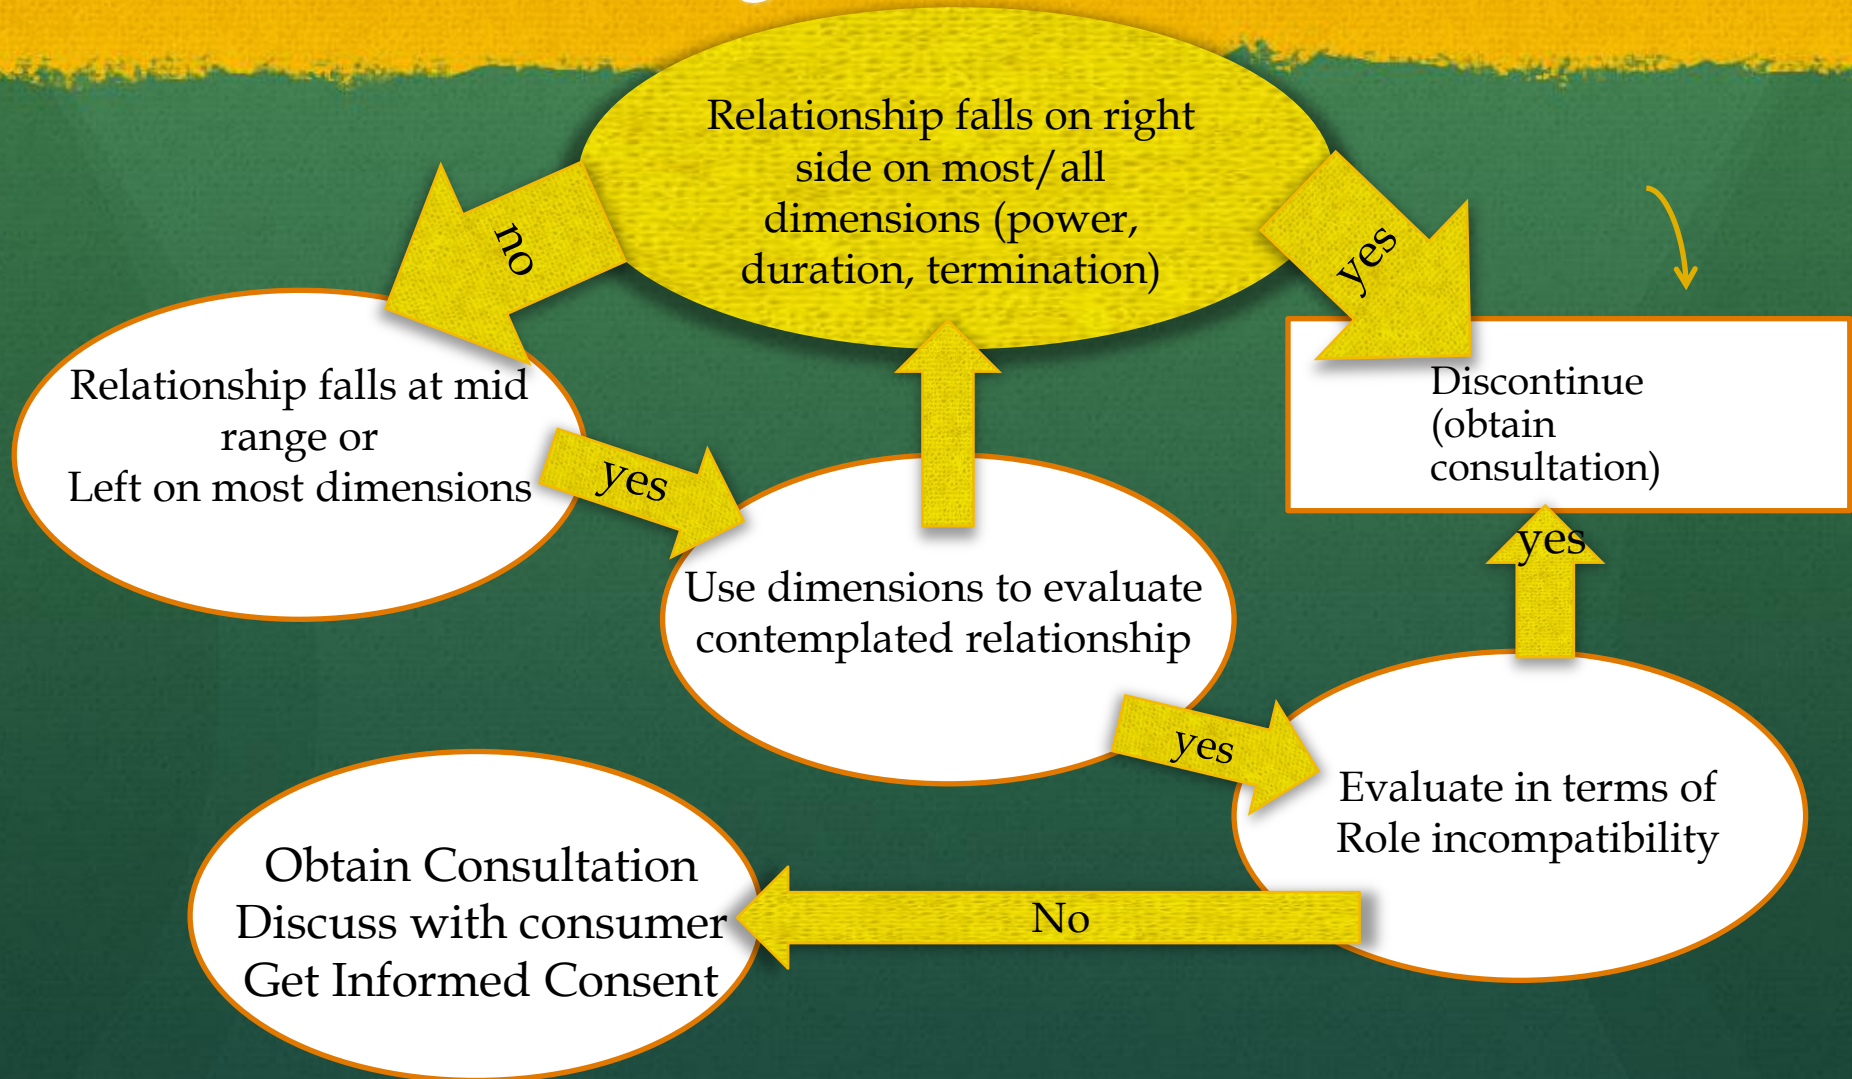 Relationship falls on right
side on most/all
dimensions (power,
duration, termination)
no
yes
Relationship falls at mid
range or
Left on most dimensions
yes
Discontinue
(obtain
consultation)
yes
Use dimensions to evaluate
contemplated relationship
yes
Evaluate in terms of
Role incompatibility
No
Obtain Consultation
Discuss with consumer
Get Informed Consent